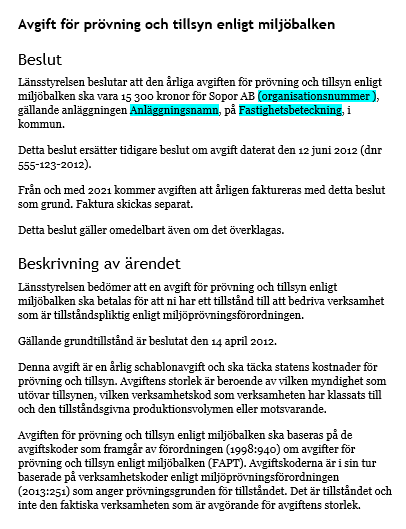 Avgift för prövning och tillsyn enligt miljöbalken
Beslut
Länsstyrelsen beslutar att den årliga avgiften för prövning och tillsyn enligt
miljöbalken ska vara 15 300 kronor för Sopor AB (organisationsnummer ),
gällande anläggningen Anläggningsnamn, på Fastighetsbeteckning, i
kommun.
Detta beslut ersätter tidigare beslut om avgift daterat den 12 juni 2012 (dnr
555-123-2012).
Från och med 2021 kommer avgiften att årligen faktureras med detta beslut
som grund. Faktura skickas separat.
Detta beslut gäller omedelbart även om det överklagas.
Beskrivning av ärendet
Länsstyrelsen bedömer att en avgift för prövning och tillsyn enligt
miljöbalken ska betalas för att ni har ett tillstånd till att bedriva verksamhet
som är tillståndspliktig enligt miljöprövningsförordningen.
Gällande grundtillstånd är beslutat den 14 april 2012.
Denna avgift är en årlig schablonavgift och ska täcka statens kostnader för
prövning och tillsyn. Avgiftens storlek är beroende av vilken myndighet som
utövar tillsynen, vilken verksamhetskod som verksamheten har klassats till
och den tillståndsgivna produktionsvolymen eller motsvarande.
Avgiften för prövning och tillsyn enligt miljöbalken ska baseras på de
avgiftskoder som framgår av förordningen (1998:940) om avgifter för
prövning och tillsyn enligt miljöbalken (FAPT). Avgiftskoderna är i sin tur
baserade på verksamhetskoder enligt miljöprövningsförordningen
(2013:251) som anger prövningsgrunden för tillståndet. Det är tillståndet och
inte den faktiska verksamheten som är avgörande för avgiftens storlek.